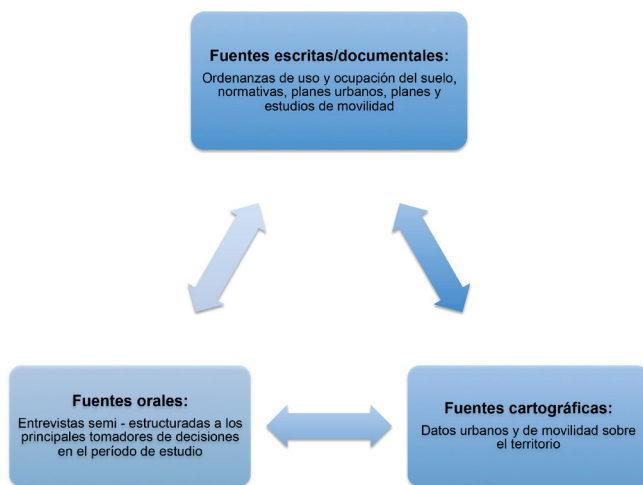 Fuentes escritas/documentales:
Ordenanzas de uso y ocupación del suelo,
normativas, planes urbanos, planes y
estudios de movilidad
Fuentes orales:
Entrevistas semi - estructuradas a los
principales tomadores de decisiones
en el período de estudio
Fuentes cartográficas:
Datos urbanos y de movilidad sobre
el territorio